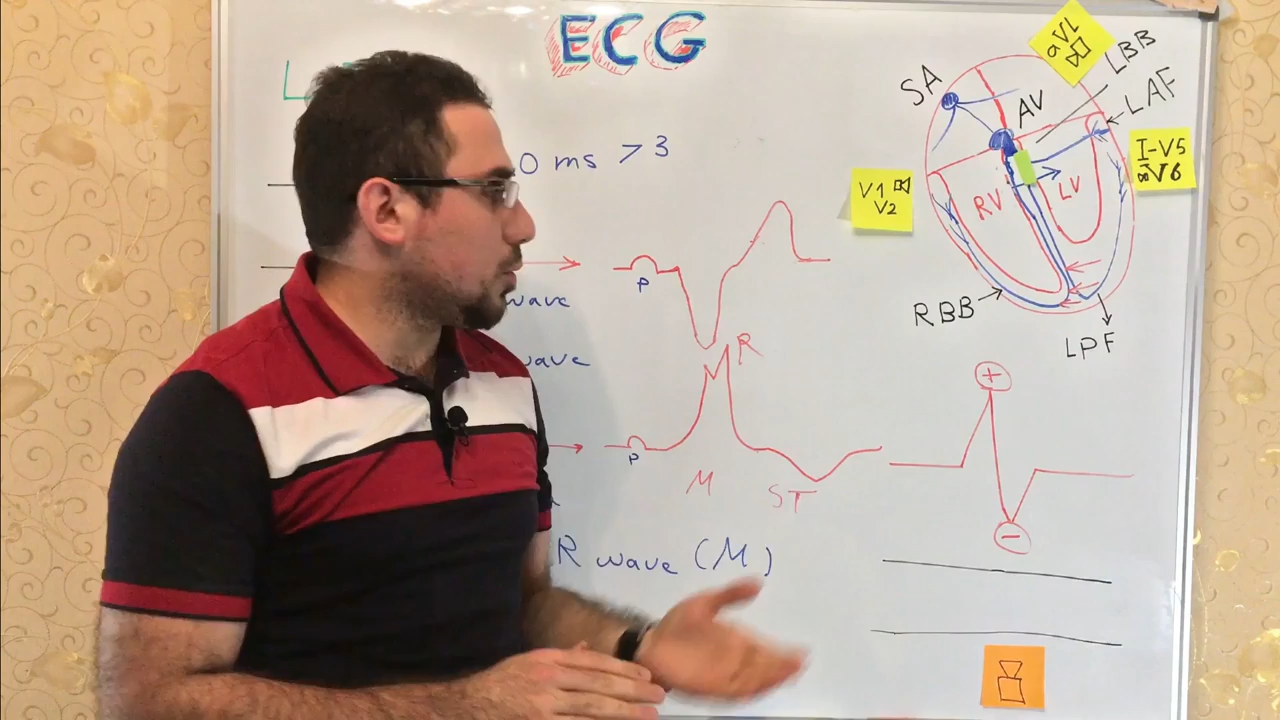 ECG
0 ms > 3
wave
wave
R wave (M)
P
R
P
M
ST
SA
AV
aVL
LBB
LAF
I-V5
V6
V1
V2
RV
LV
RBB
LPF
+
-